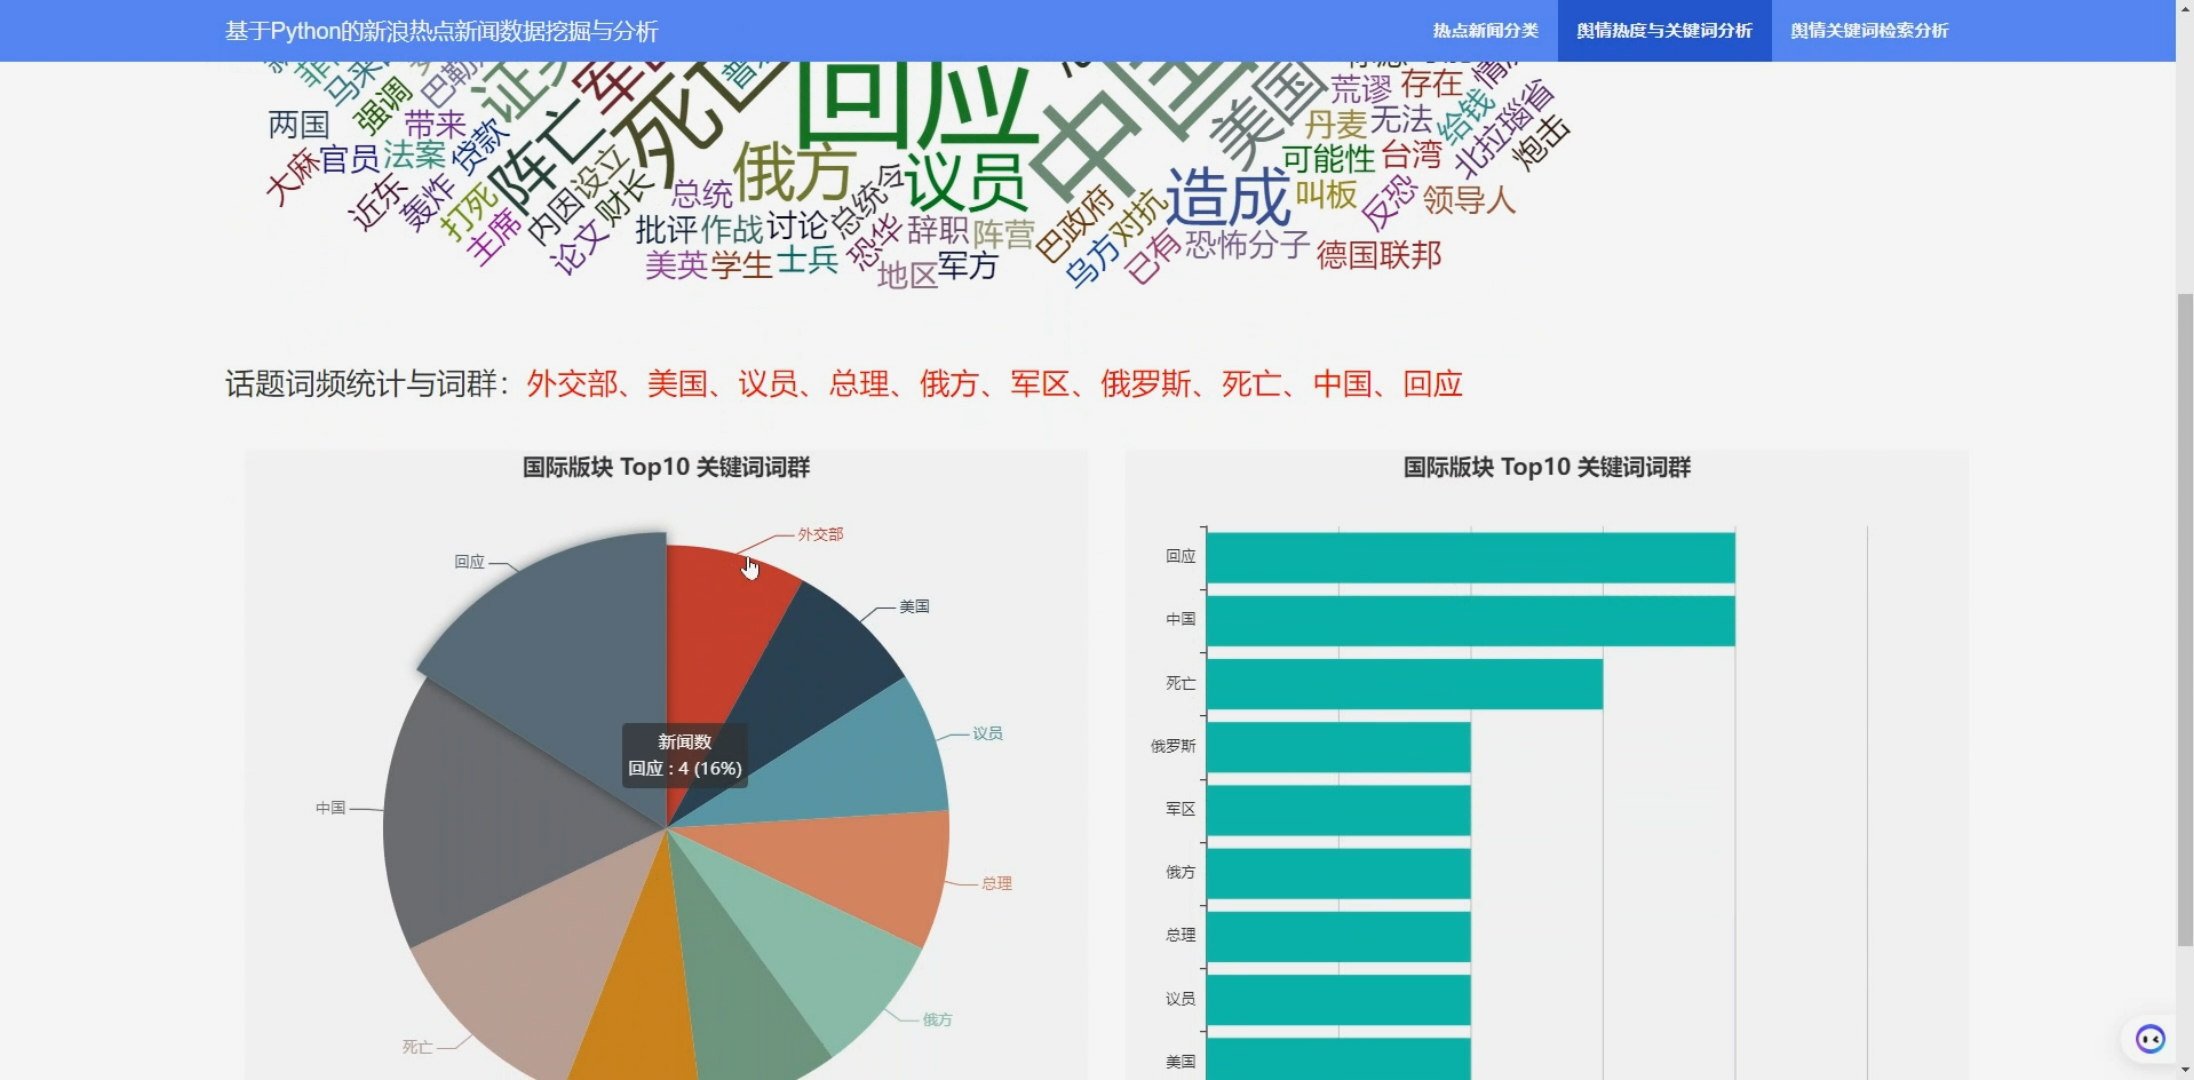 基于Python的新浪热点新闻数据挖掘与分析
热点新闻分类
舆情热度与关键词分析
舆情关键词检索分析
回应
中国
死亡
美国
阵亡
俄方
议员
造成
两国
强调
带来
大麻
官员
法案
贷款
近东
轰炸
打死
主席
内因
设立
财长
论文
总统
批评
作战
讨论
总统令
恐华
辞职
阵营
美英
学生
士兵
地区
军方
巴政府
乌方
对抗
已有
恐怖分子
德国联邦
荒谬
存在
丹麦
无法
给钱
北拉瑙省
炮击
可能性
台湾
叫板
反恐
领导人
话题词频统计与词群：外交部、美国、议员、总理、俄方、军区、俄罗斯、死亡、中国、回应
国际版块 Top10 关键词词群
外交部
回应
美国
议员
新闻数
回应 : 4 (16%)
中国
总理
俄方
死亡
国际版块 Top10 关键词词群
回应
中国
死亡
俄罗斯
军区
俄方
总理
议员
美国